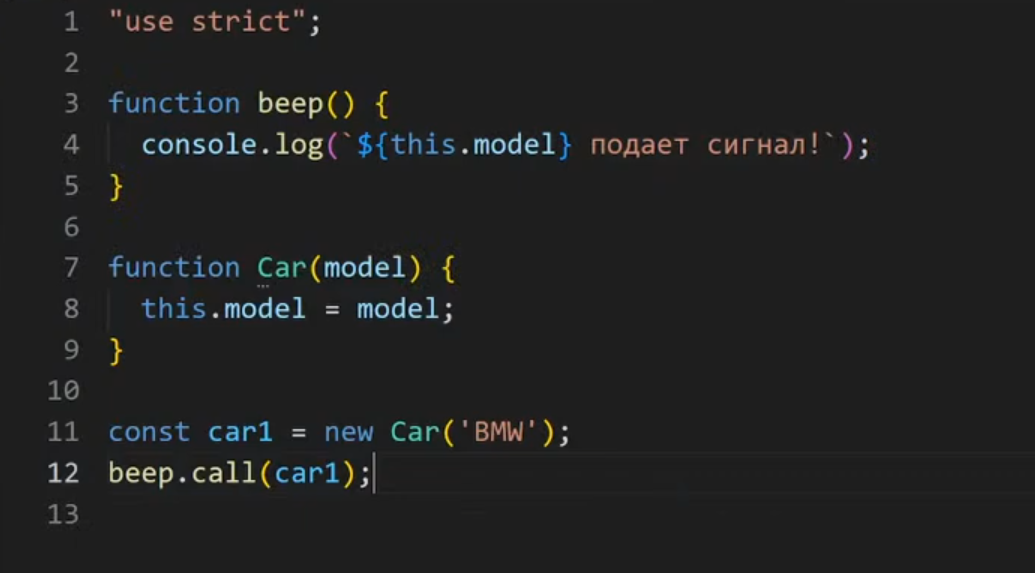 1 "use strict";
2
3 function beep() {
4 console.log(`${this.model} подает сигнал!`);
5 }
6
7 function Car(model) {
8 this.model = model;
9 }
10
11 const car1 = new Car('BMW');
12 beep.call(car1);
13